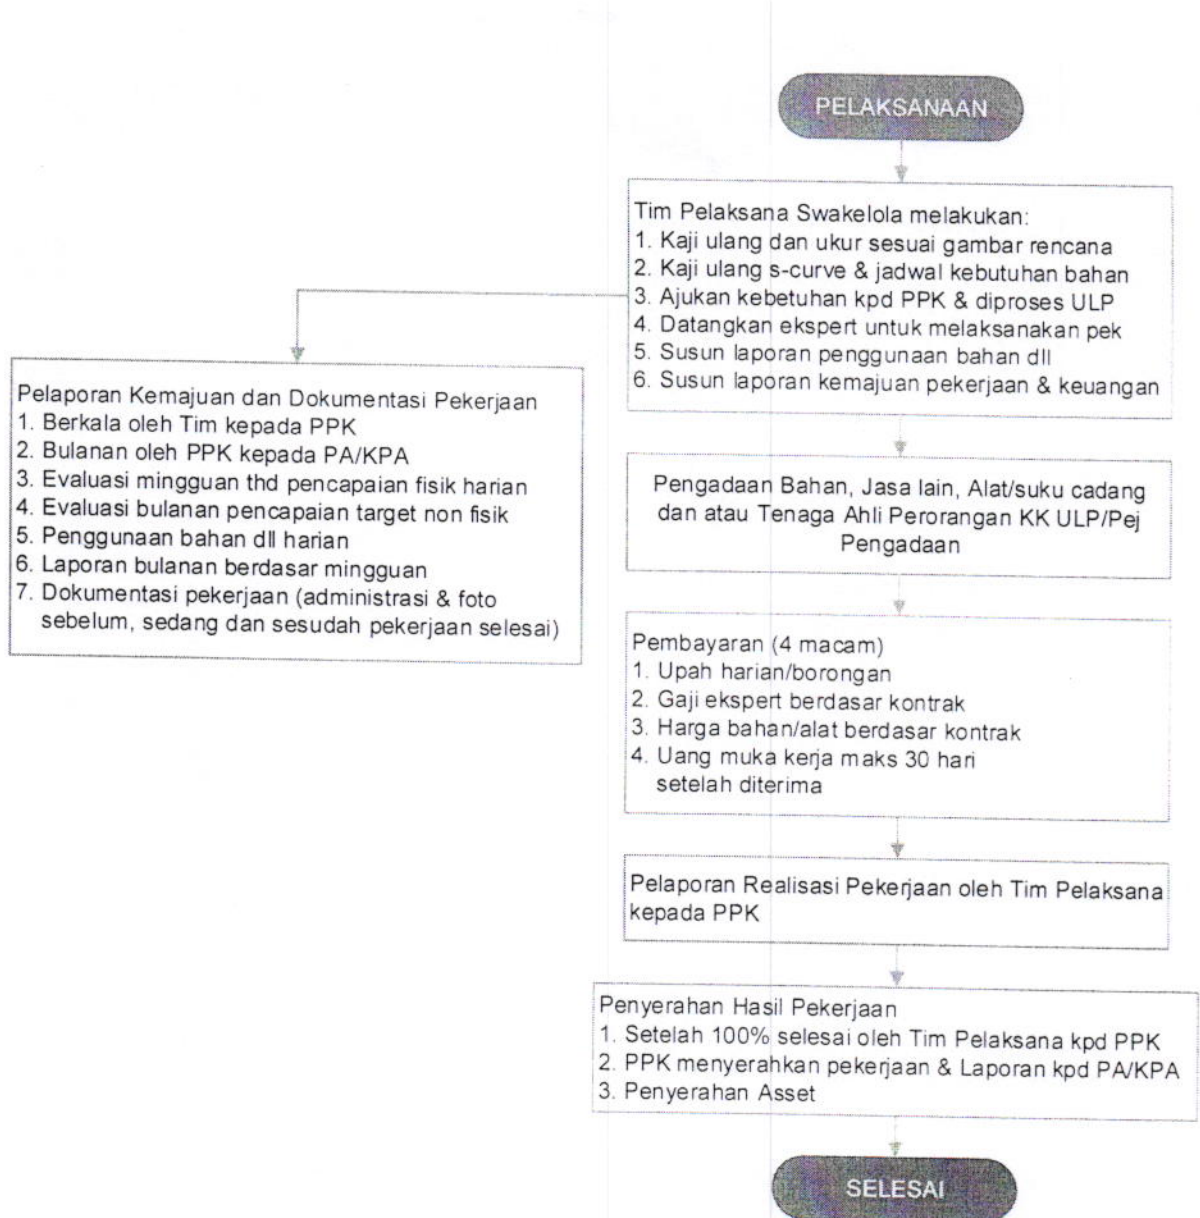 PELAKSANAAN
Tim Pelaksana Swakelola melakukan:
1. Kaji ulang dan ukur sesuai gambar rencana
2. Kaji ulang s-curve & jadwal kebutuhan bahan
3. Ajukan kebetuhan kpd PPK & diproses ULP
4. Datangkan ekspert untuk melaksanakan pek
5. Susun laporan penggunaan bahan dll
6. Susun laporan kemajuan pekerjaan & keuangan
Pelaporan Kemajuan dan Dokumentasi Pekerjaan
1. Berkala oleh Tim kepada PPK
2. Bulanan oleh PPK kepada PA/KPA
3. Evaluasi mingguan thd pencapaian fisik harian
4. Evaluasi bulanan pencapaian target non fisik
5. Penggunaan bahan dll harian
6. Laporan bulanan berdasar mingguan
7. Dokumentasi pekerjaan (administrasi & foto
sebelum, sedang dan sesudah pekerjaan selesai)
Pengadaan Bahan, Jasa lain, Alat/suku cadang
dan atau Tenaga Ahli Perorangan KK ULP/Pej
Pengadaan
Pembayaran (4 macam)
1. Upah harian/borongan
2. Gaji ekspert berdasar kontrak
3. Harga bahan/alat berdasar kontrak
4. Uang muka kerja maks 30 hari
setelah diterima
Pelaporan Realisasi Pekerjaan oleh Tim Pelaksana
kepada PPK
Penyerahan Hasil Pekerjaan
1. Setelah 100% selesai oleh Tim Pelaksana kpd PPK
2. PPK menyerahkan pekerjaan & Laporan kpd PA/KPA
3. Penyerahan Asset
SELESAI